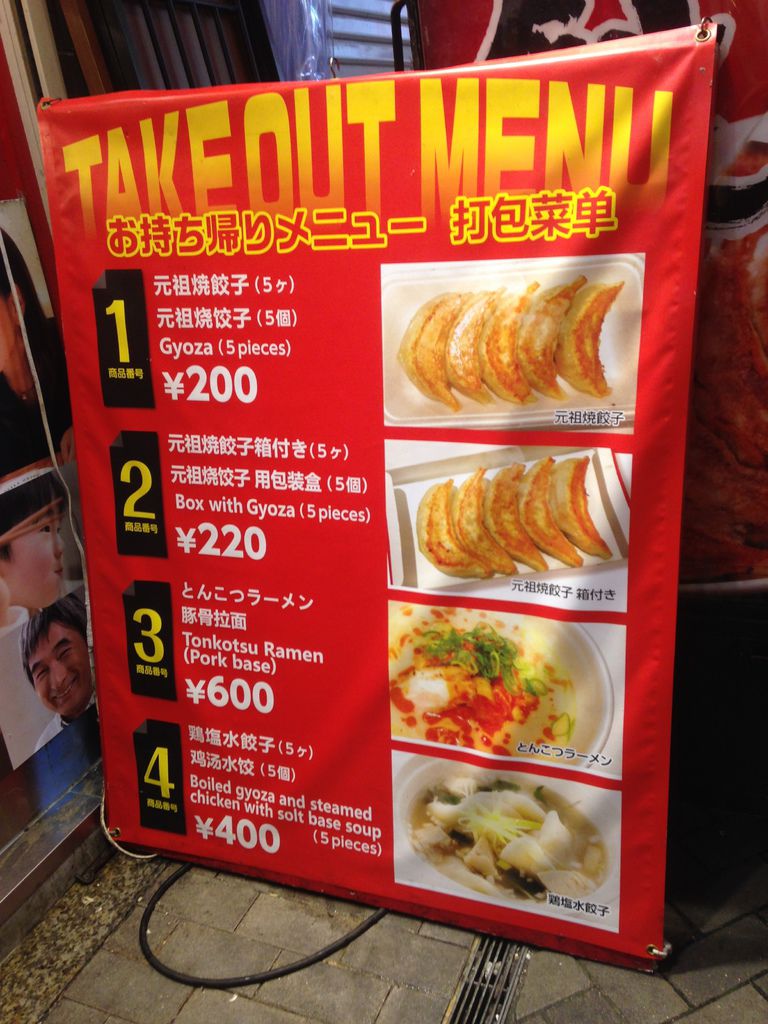 TAKE OUT MENU
お持ち帰りメニュー 打包菜单
1
商品番号
元祖焼餃子(5ヶ)
元祖烧饺子(5個)
Gyoza (5 pieces)
¥200
元祖焼餃子
2
商品番号
元祖焼餃子箱付き(5ヶ)
元祖烧饺子 用包装盒(5個)
Box with Gyoza (5 pieces)
¥220
元祖焼餃子 箱付き
3
商品番号
とんこつラーメン
豚骨拉面
Tonkotsu Ramen
(Pork base)
¥600
とんこつラーメン
4
商品番号
鶏塩水餃子(5ヶ)
鸡汤水饺(5個)
Boiled gyoza and steamed
chicken with solt base soup
(5 pieces)
¥400
鶏塩水餃子